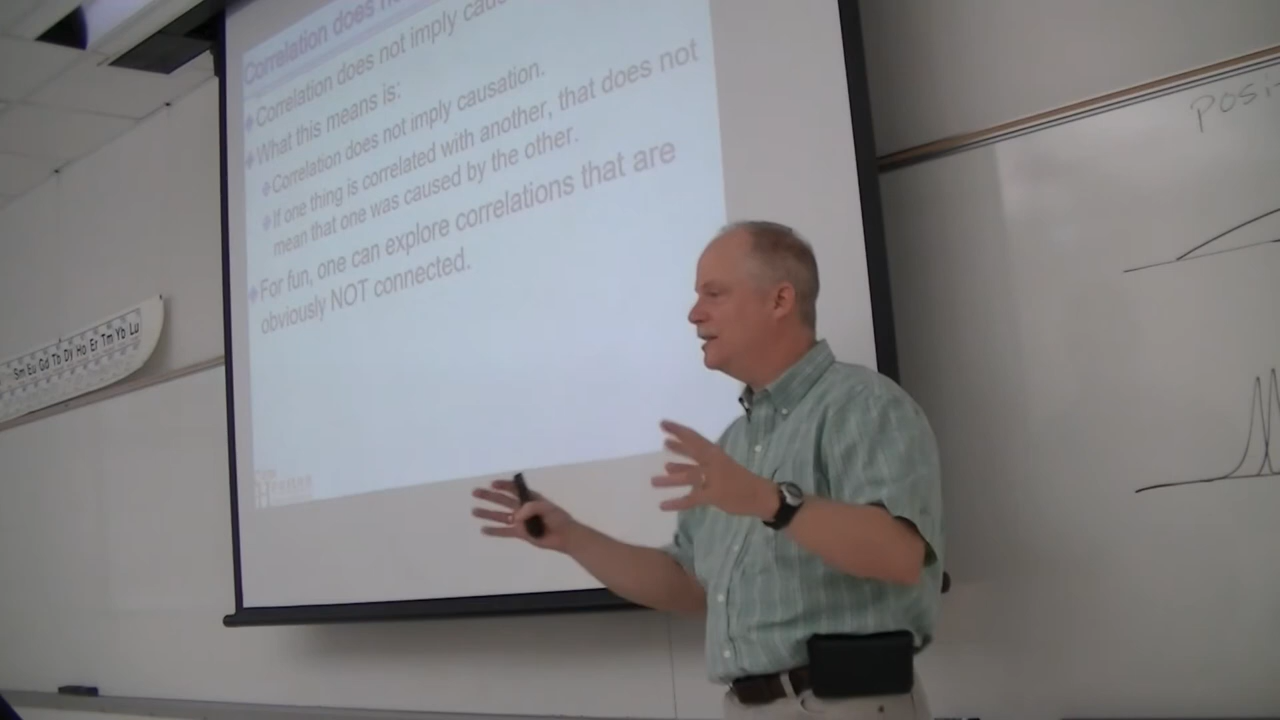 Correlation does
Correlation does not imply caus
What this means is:
Correlation does not imply causation.
If one thing is correlated with another, that does not
mean that one was caused by the other.
For fun, one can explore correlations that are
obviously NOT connected.
Sm Eu Gd Tb Dy Ho Er Tm Yb Lu
posi